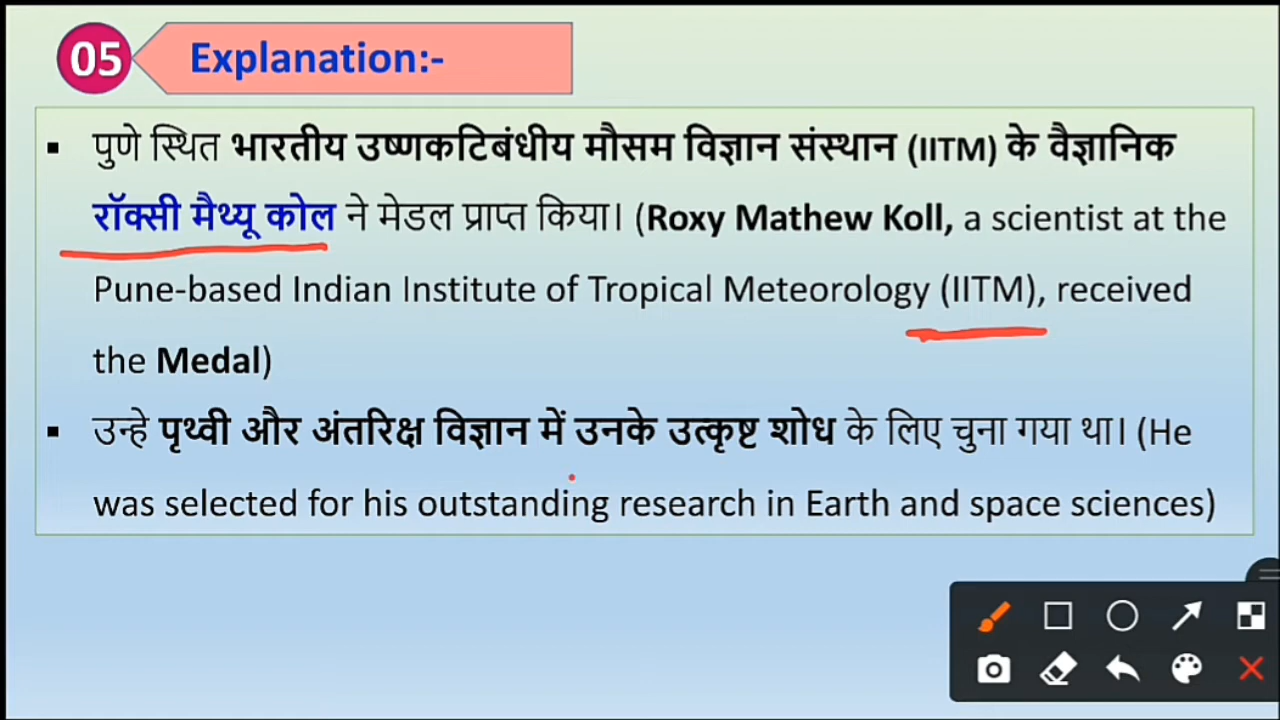 05 Explanation:-
▪ पुणे स्थित भारतीय उष्णकटिबंधीय मौसम विज्ञान संस्थान (IITM) के वैज्ञानिक
रॉक्सी मैथ्यू कोल ने मेडल प्राप्त किया। (Roxy Mathew Koll, a scientist at the
Pune-based Indian Institute of Tropical Meteorology (IITM), received
the Medal)
▪ उन्हे पृथ्वी और अंतरिक्ष विज्ञान में उनके उत्कृष्ट शोध के लिए चुना गया था। (He
was selected for his outstanding research in Earth and space sciences)